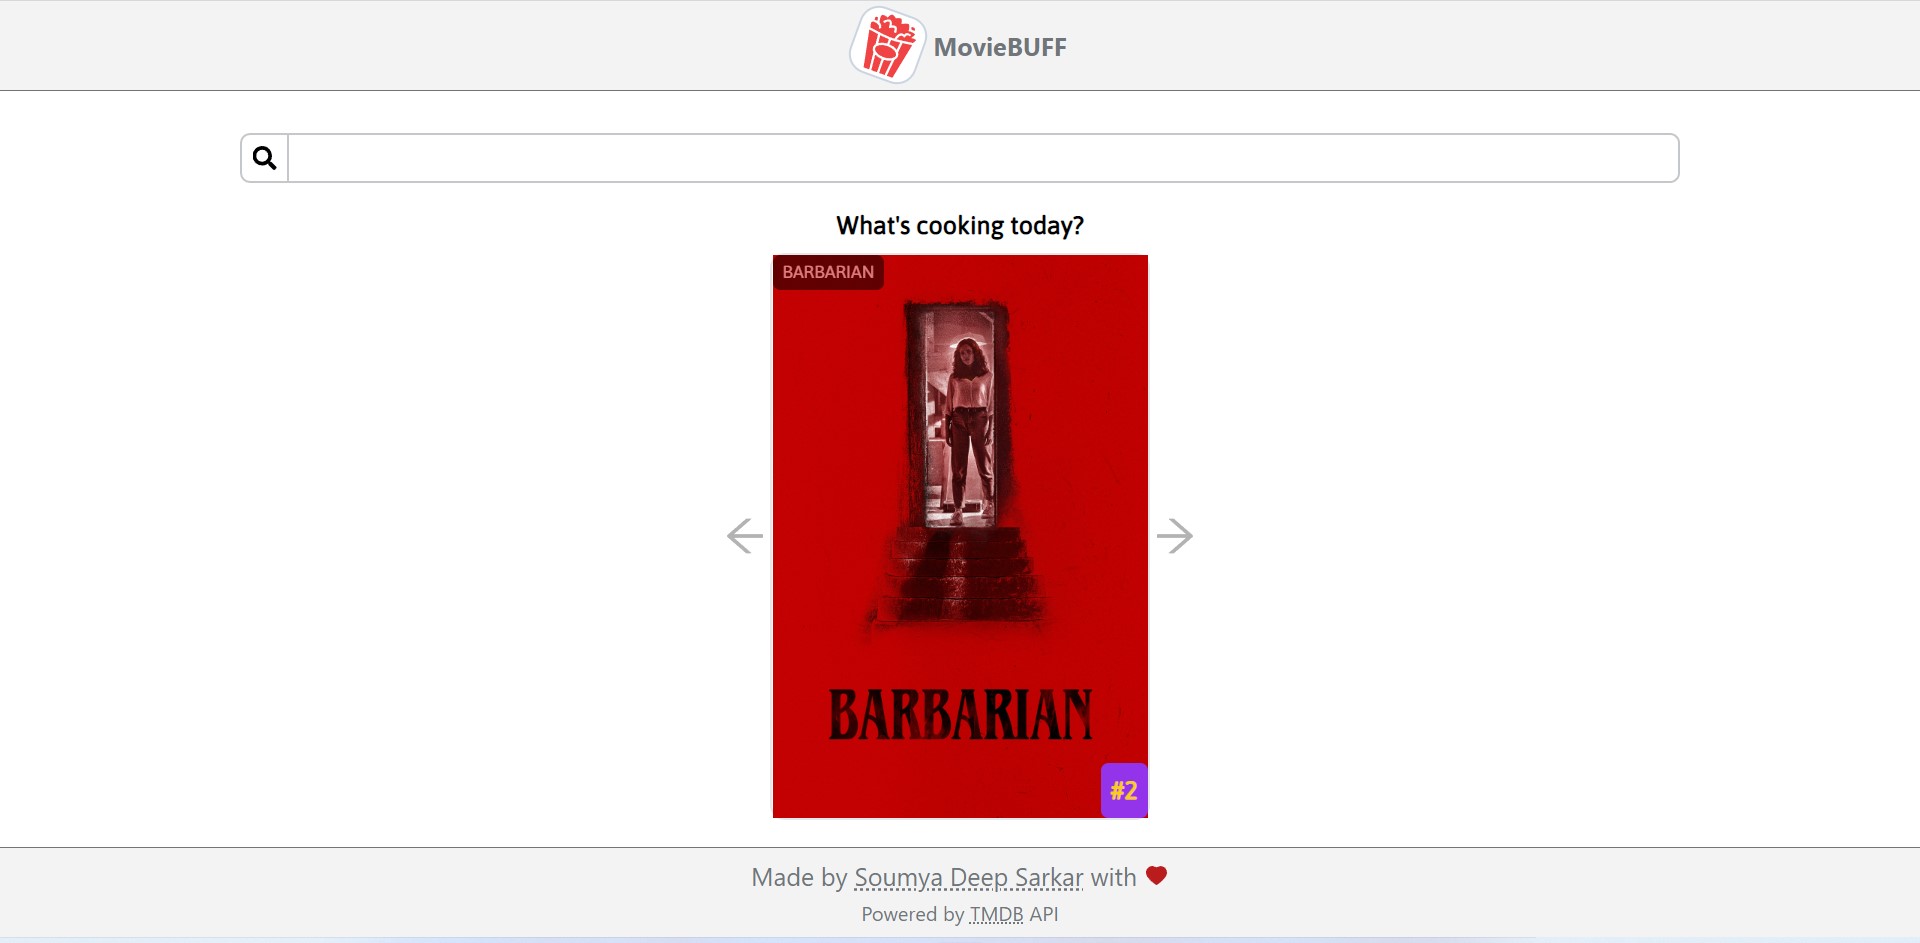 MovieBUFF
What's cooking today?
BARBARIAN
BARBARIAN
#2
Made by Soumya Deep Sarkar with
Powered by TMDB API